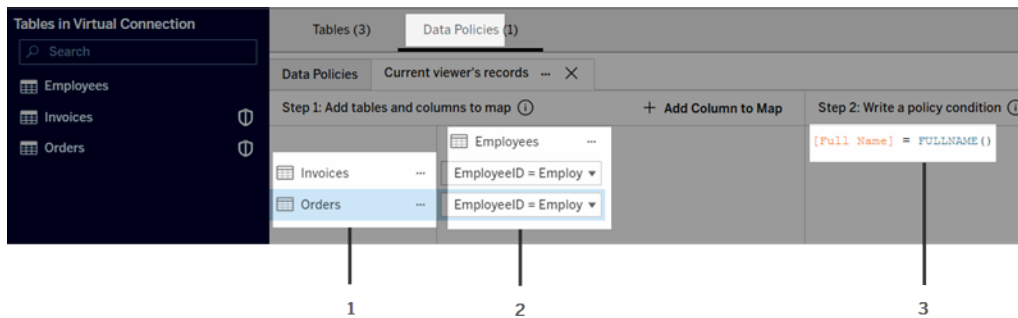 Tables in Virtual Connection
Search
Employees
Invoices
Orders
Tables (3)
Data Policies (1)
Data Policies
Current viewer's records
Step 1: Add tables and columns to map
+ Add Column to Map
Step 2: Write a policy condition
Employees
Invoices
EmployeeID = Employ
Orders
EmployeeID = Employ
[Full Name] = FULLNAME()
1
2
3